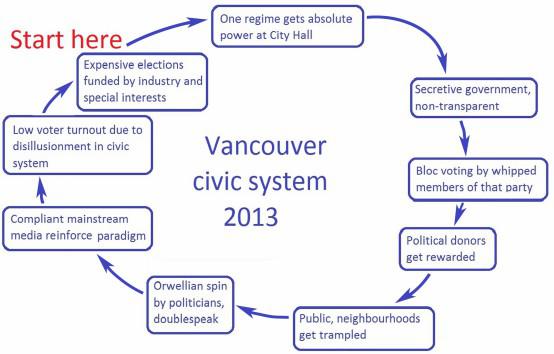 Start here
Expensive elections
funded by industry and
special interests
One regime gets absolute
power at City Hall
Secretive government,
non-transparent
Bloc voting by whipped
members of that party
Political donors
get rewarded
Public, neighbourhoods
get trampled
Orwellian spin
by politicians,
doublespeak
Compliant mainstream
media reinforce paradigm
Low voter turnout due to
disillusionment in civic
system
Vancouver
civic system
2013